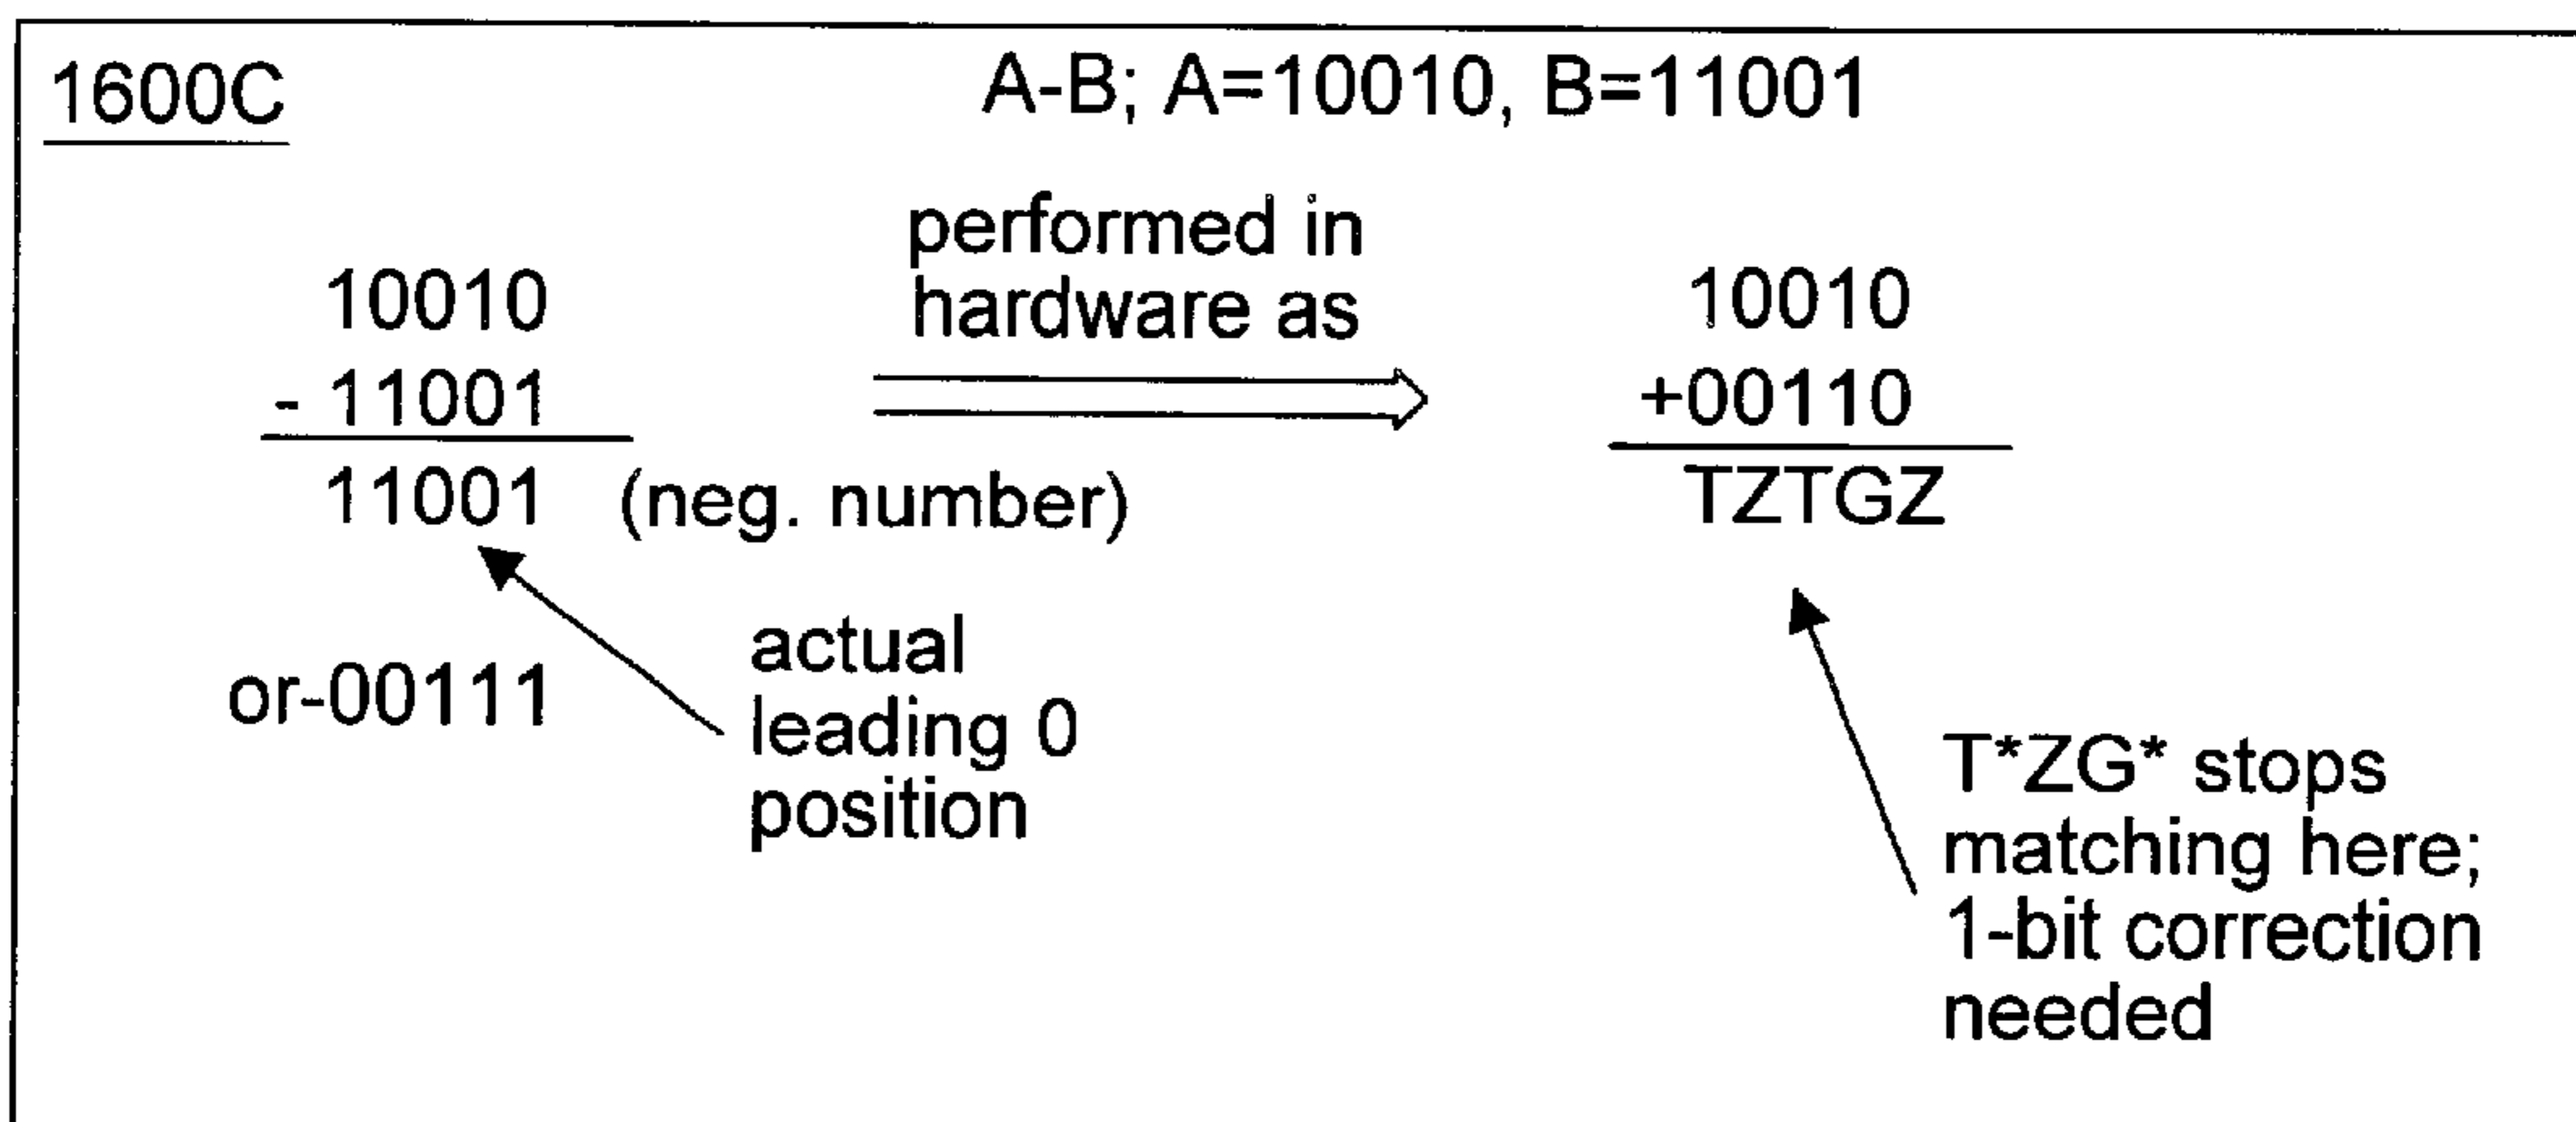 1600C
A-B; A=10010, B=11001
10010
- 11001
11001 (neg. number)
or-00111
actual
leading 0
position
performed in
hardware as
10010
+00110
TZTGZ
T*ZG* stops
matching here;
1-bit correction
needed